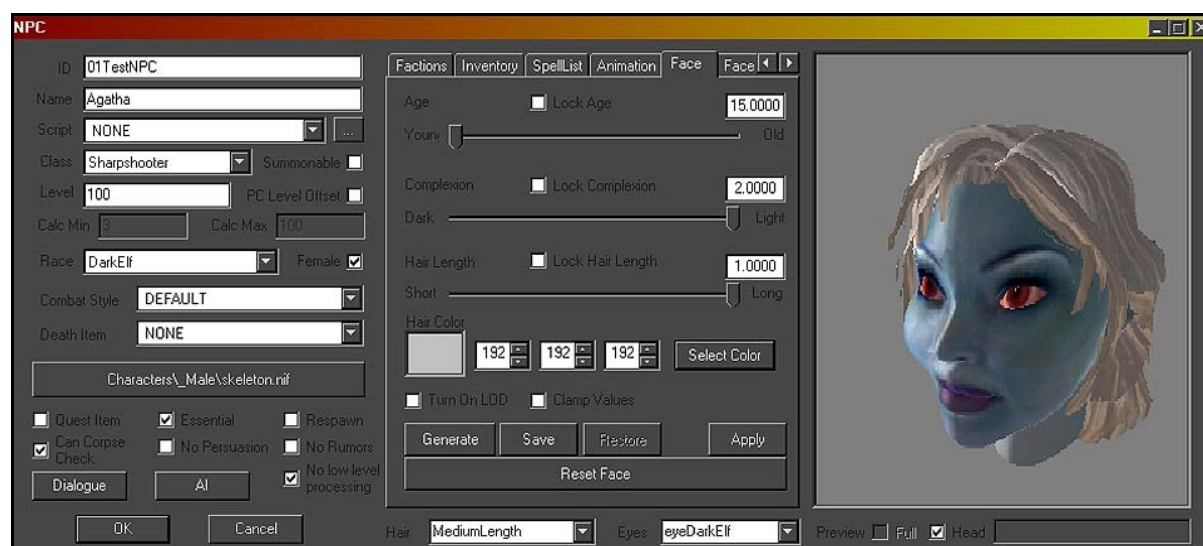 NPC
ID 01TestNPC
Name Agatha
Script NONE ...
Class Sharpshooter Summonable
Level 100 PC Level Offset
Calc Min 3 Calc Max 100
Race DarkElf Female
Combat Style DEFAULT
Death Item NONE
Characters\_Male\skeleton.nif
Quest Item Essential Respawn
Can Corpse Check No Persuasion No Rumors
No low level processing
Dialogue AI
OK Cancel
Factions Inventory SpellList Animation Face Face
Age Lock Age 15.0000
Young Old
Complexion Lock Complexion 2.0000
Dark Light
Hair Length Lock Hair Length 1.0000
Short Long
Hair Color
192 192 192 Select Color
Turn On LOD Clamp Values
Generate Save Restore Apply
Reset Face
Hair MediumLength Eyes eyeDarkElf
Preview Full Head